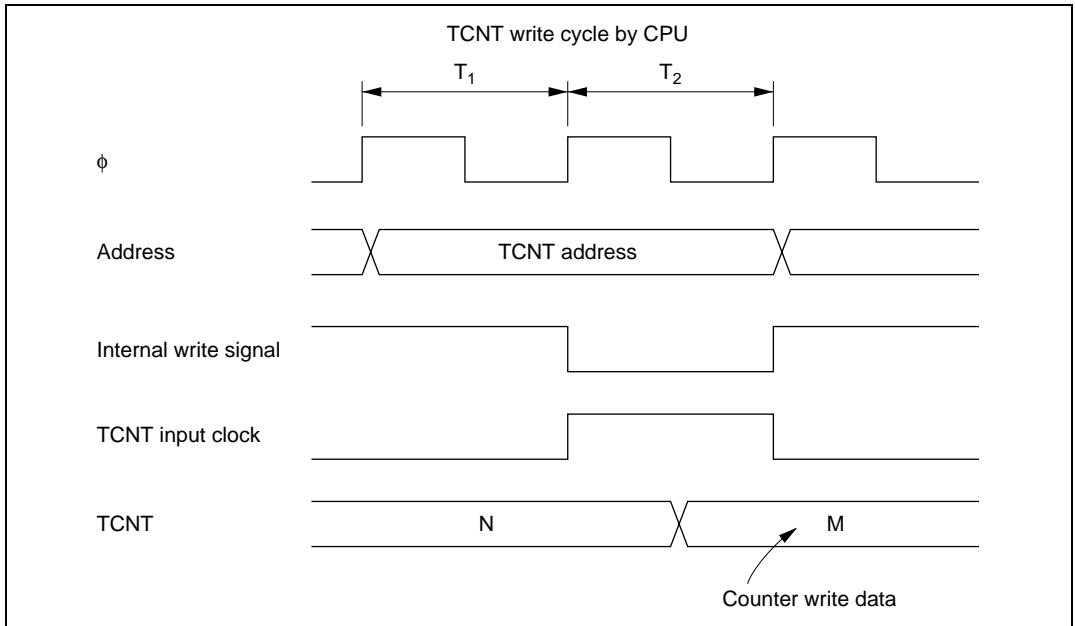 TCNT write cycle by CPU
T1 T2
ϕ
Address
TCNT address
Internal write signal
TCNT input clock
TCNT
N
M
Counter write data